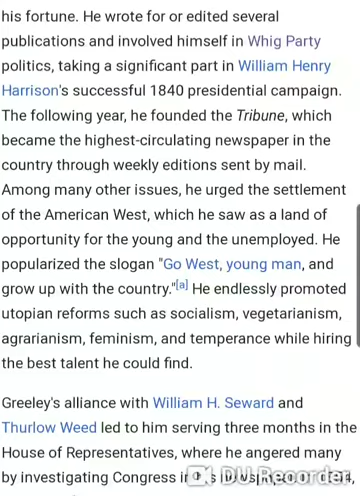 his fortune. He wrote for or edited several
publications and involved himself in Whig Party
politics, taking a significant part in William Henry
Harrison's successful 1840 presidential campaign.
The following year, he founded the Tribune, which
became the highest-circulating newspaper in the
country through weekly editions sent by mail.
Among many other issues, he urged the settlement
of the American West, which he saw as a land of
opportunity for the young and the unemployed. He
popularized the slogan "Go West, young man, and
grow up with the country."[a] He endlessly promoted
utopian reforms such as socialism, vegetarianism,
agrarianism, feminism, and temperance while hiring
the best talent he could find.
Greeley's alliance with William H. Seward and
Thurlow Weed led to him serving three months in the
House of Representatives, where he angered many
by investigating Congress in
DU Recorder